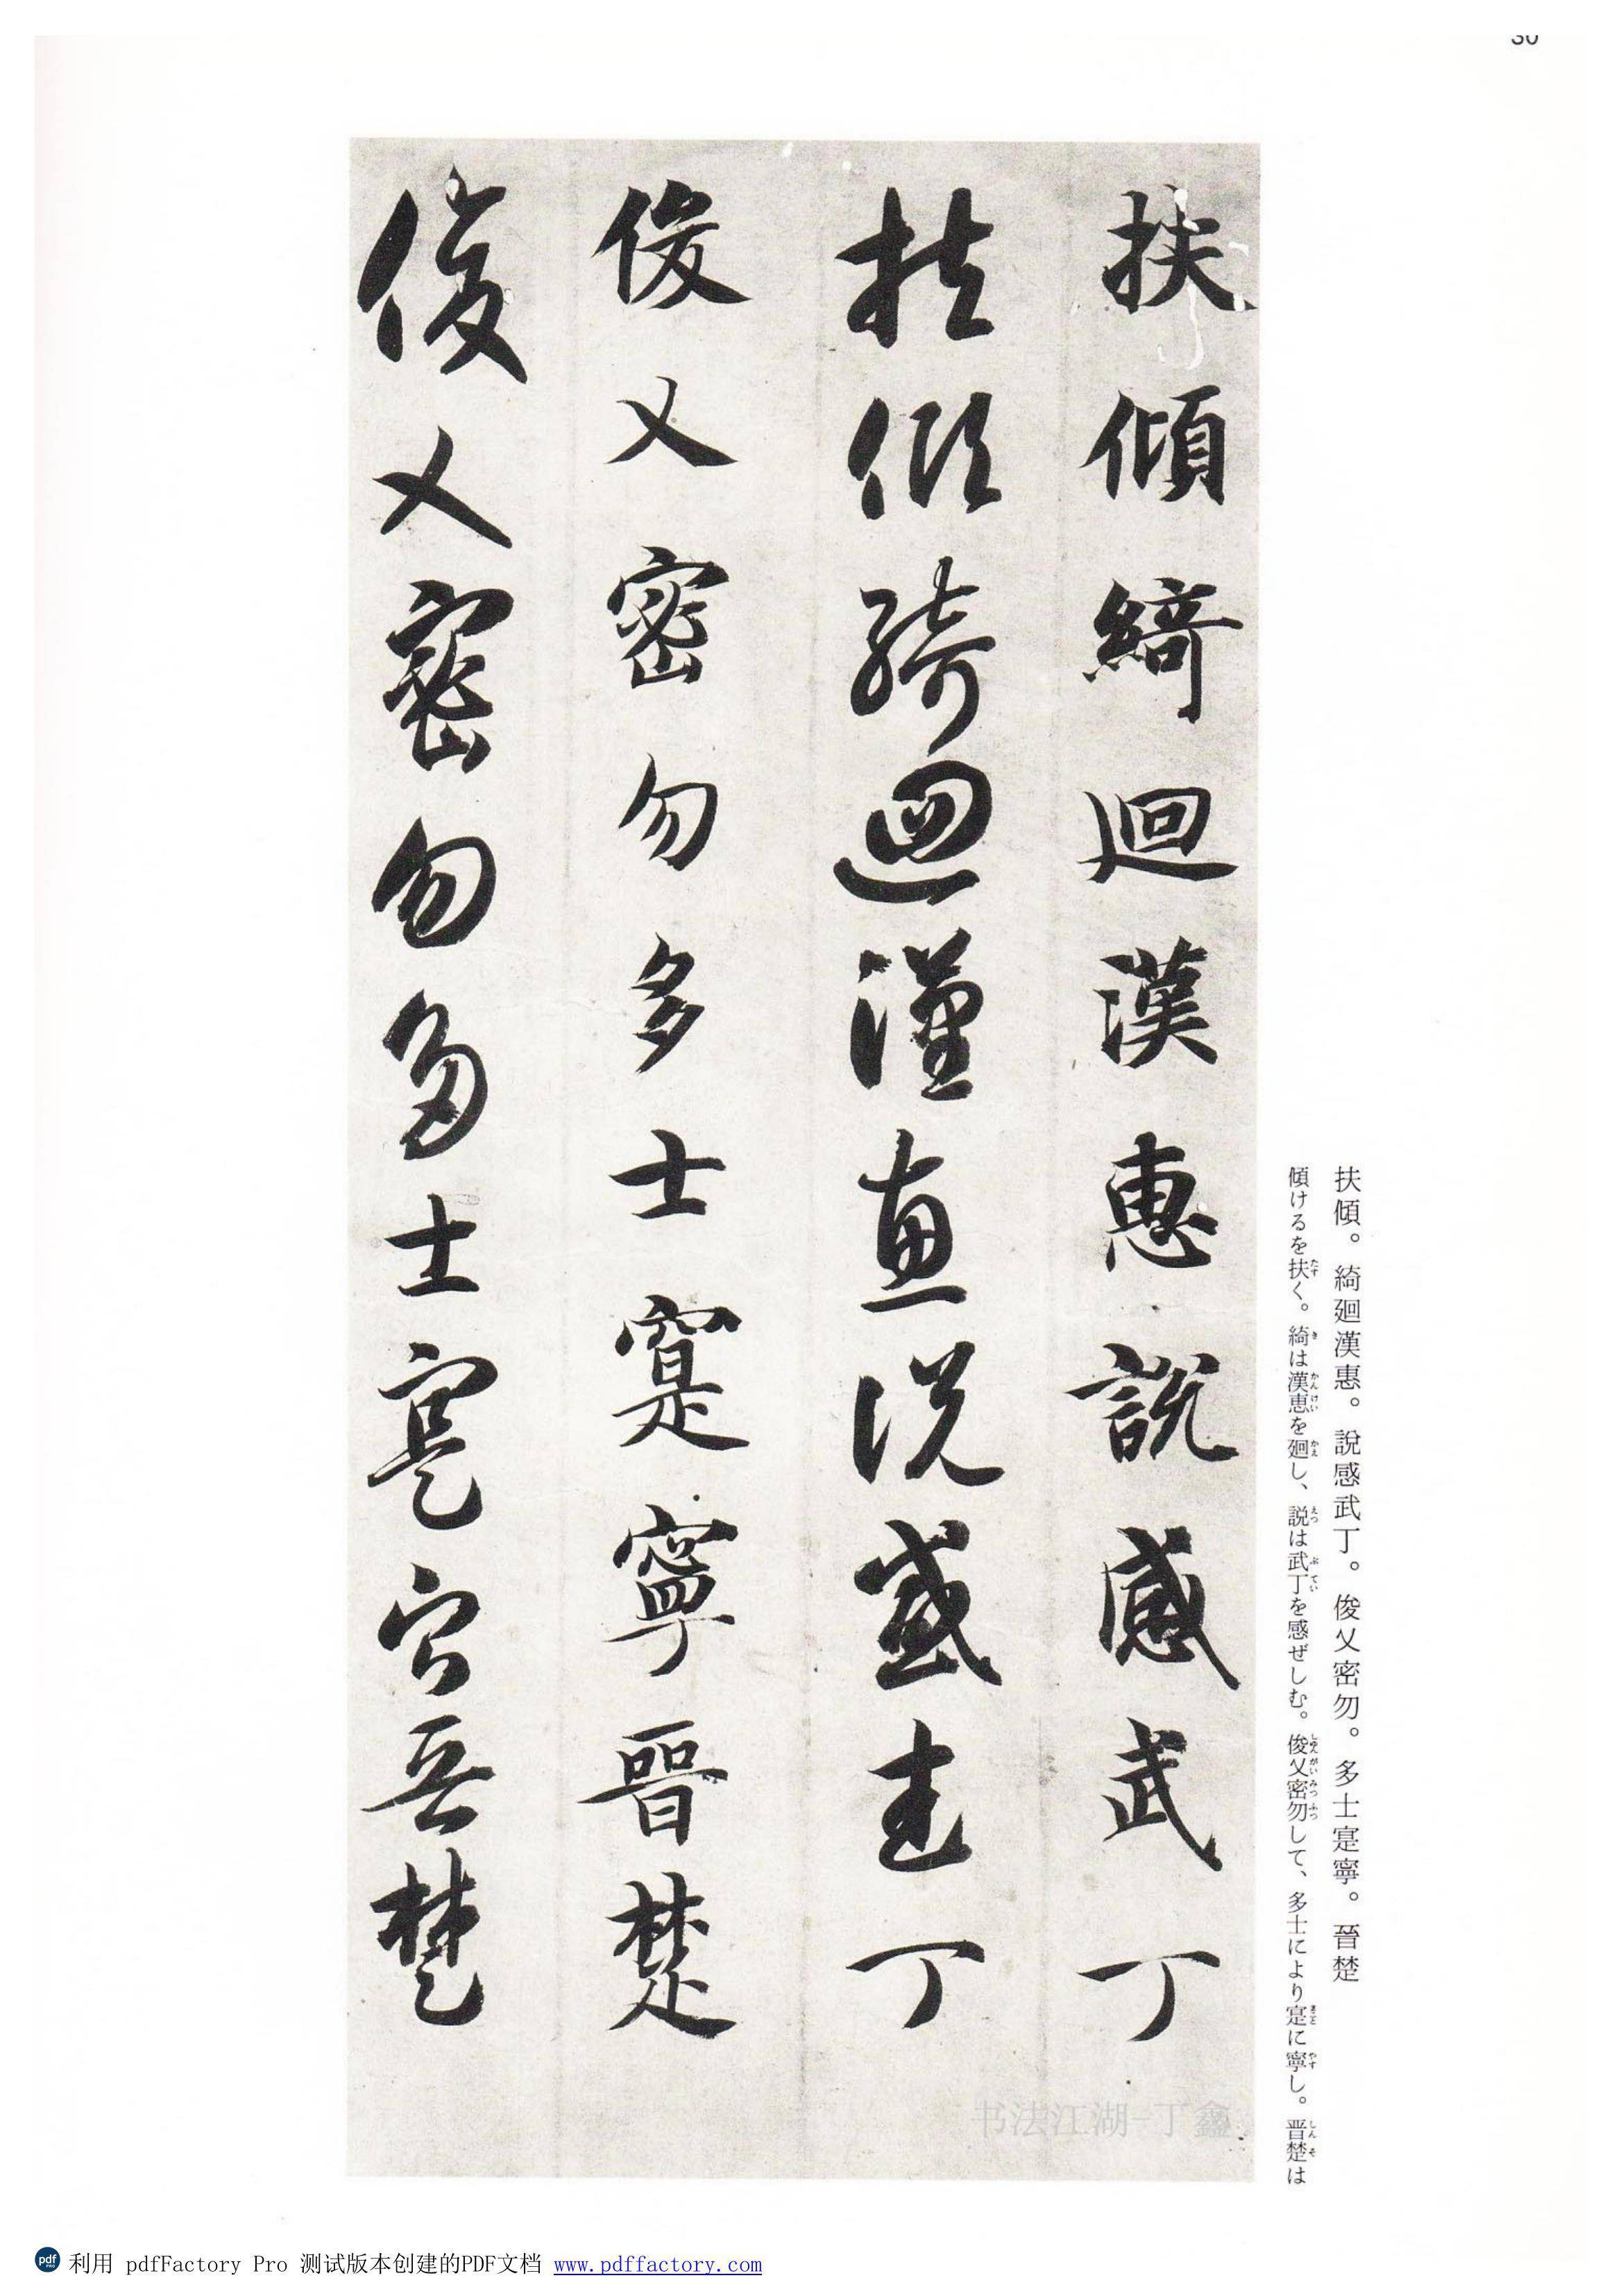 30
扶傾。綺迴漢惠。說感武丁。俊乂密勿。多士寔寧。晉楚
傾けるを扶く。綺は漢恵を廻し、説は武丁を感ぜしむ。俊乂密勿して、多士により寔に寧し。晋楚は
扶傾綺迴漢惠說感武丁
扶傾綺迴漢惠說感武丁
俊乂密勿多士寔寧晉楚
俊乂密勿多士寔寧晉楚
书法江湖-丁鑫
利用 pdfFactory Pro 测试版本创建的PDF文档 www.pdffactory.com